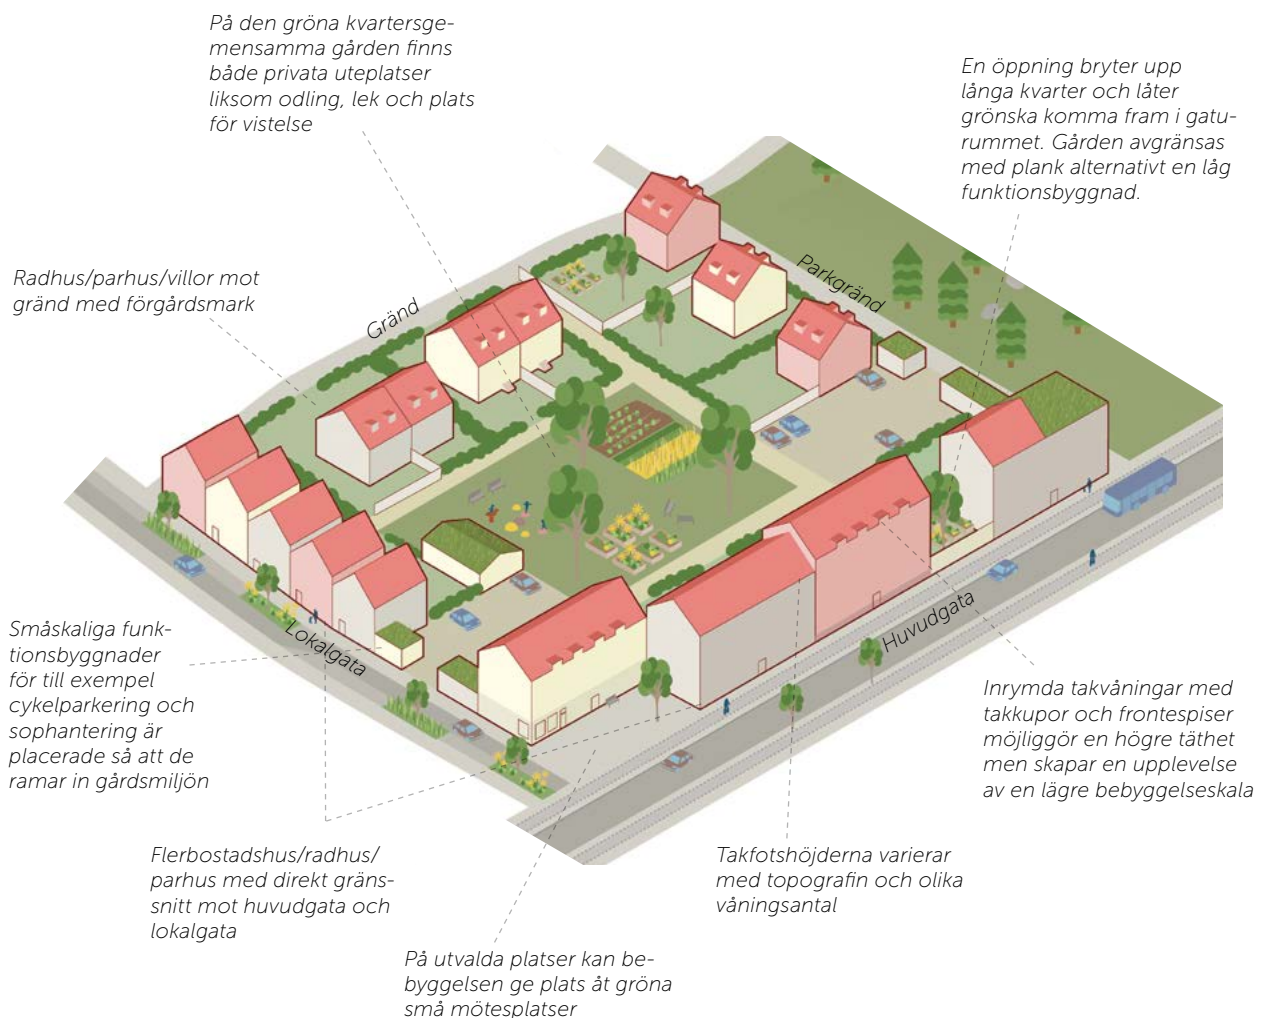 På den gröna kvartersge-
mensamma gården finns
både privata uteplatser
liksom odling, lek och plats
för vistelse
En öppning bryter upp
långa kvarter och låter
grönska komma fram i gatu-
rummet. Gården avgränsas
med plank alternativt en låg
funktionsbyggnad.
Radhus/parhus/villor mot
gränd med förgårdsmark
Gränd
Parkgränd
Lokalgata
Huvudgata
Småskaliga funk-
tionsbyggnader
för till exempel
cykelparkering och
sophantering är
placerade så att de
ramar in gårdsmiljön
Inrymda takvåningar med
takkupor och frontespiser
möjliggör en högre täthet
men skapar en upplevelse
av en lägre bebyggelseskala
Flerbostadshus/radhus/
parhus med direkt gräns-
snitt mot huvudgata och
lokalgata
Takfotshöjderna varierar
med topografin och olika
våningsantal
På utvalda platser kan be-
byggelsen ge plats åt gröna
små mötesplatser